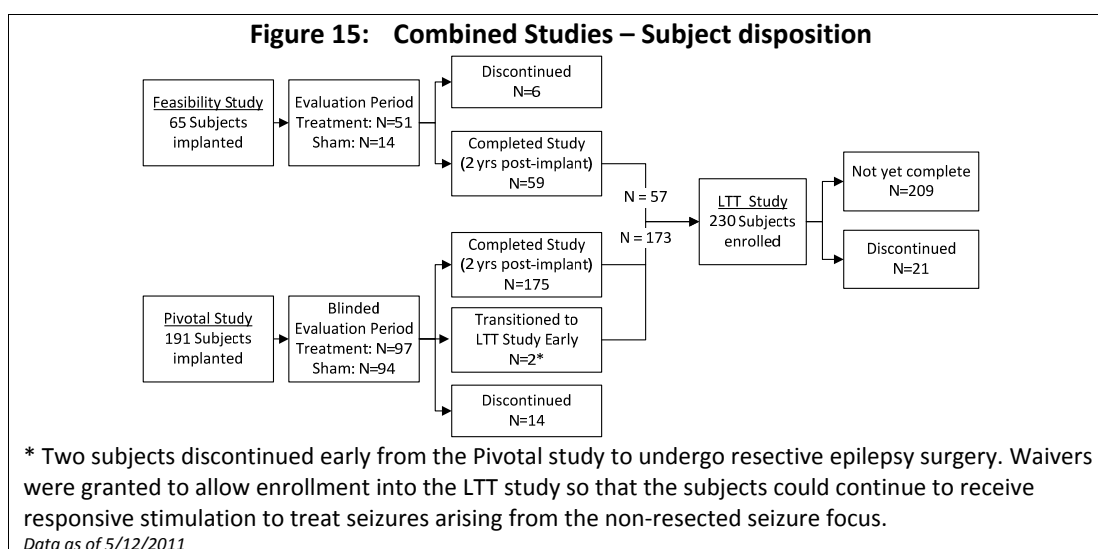 Figure 15: Combined Studies – Subject disposition
Feasibility Study
65 Subjects
implanted
Evaluation Period
Treatment: N=51
Sham: N=14
Discontinued
N=6
Completed Study
(2 yrs post-implant)
N=59
N = 57
N = 173
LTT Study
230 Subjects
enrolled
Not yet complete
N=209
Discontinued
N=21
Pivotal Study
191 Subjects
implanted
Blinded
Evaluation Period
Treatment: N=97
Sham: N=94
Completed Study
(2 yrs post-implant)
N=175
Transitioned to
LTT Study Early
N=2*
Discontinued
N=14
* Two subjects discontinued early from the Pivotal study to undergo resective epilepsy surgery. Waivers
were granted to allow enrollment into the LTT study so that the subjects could continue to receive
responsive stimulation to treat seizures arising from the non-resected seizure focus.
Data as of 5/12/2011